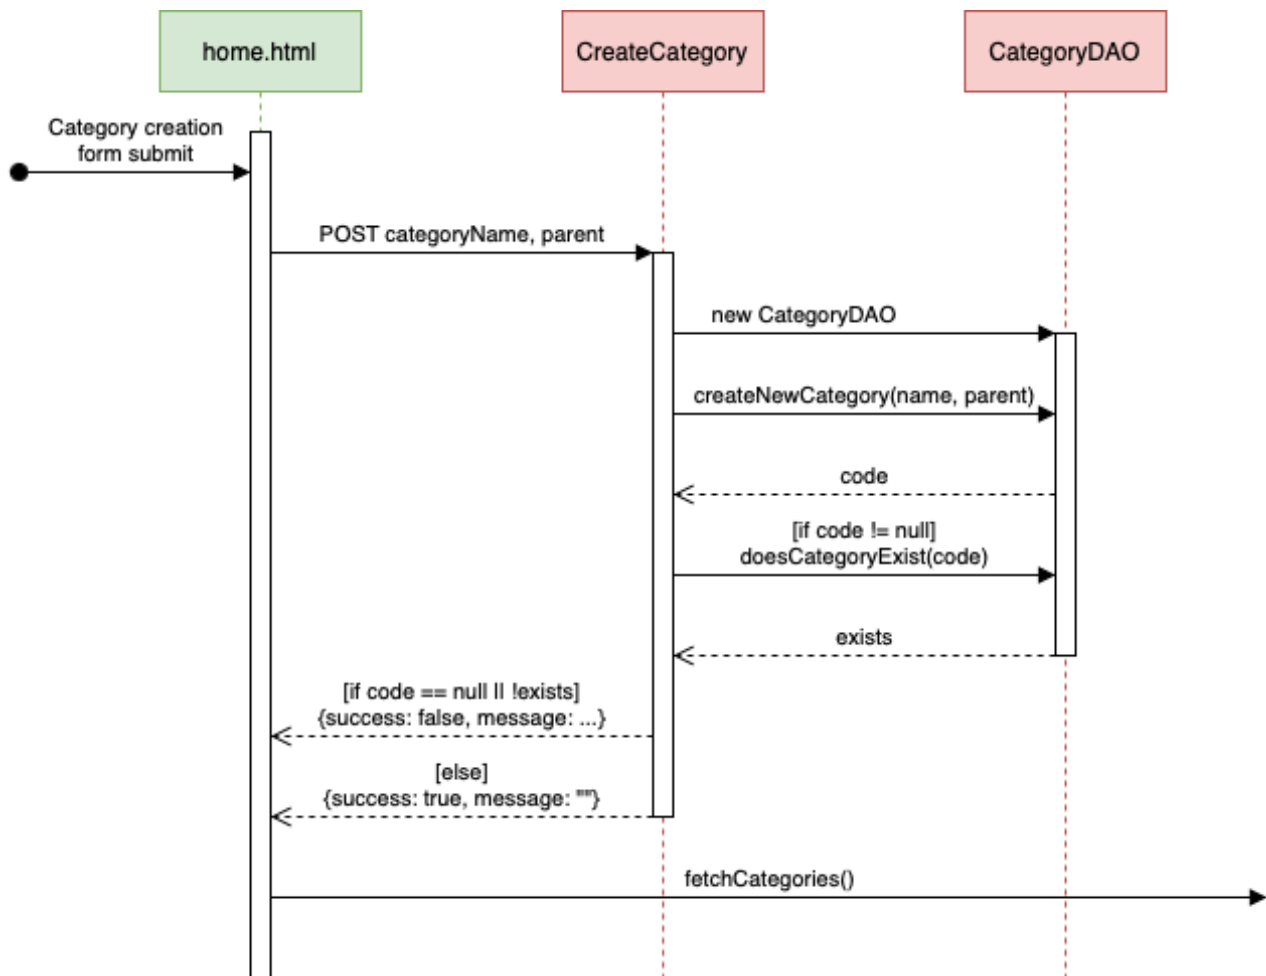 home.html
CreateCategory
CategoryDAO
Category creation
form submit
POST categoryName, parent
new CategoryDAO
createNewCategory(name, parent)
code
[if code != null]
doesCategoryExist(code)
exists
[if code == null || !exists]
{success: false, message: ...}
[else]
{success: true, message: ""}
fetchCategories()